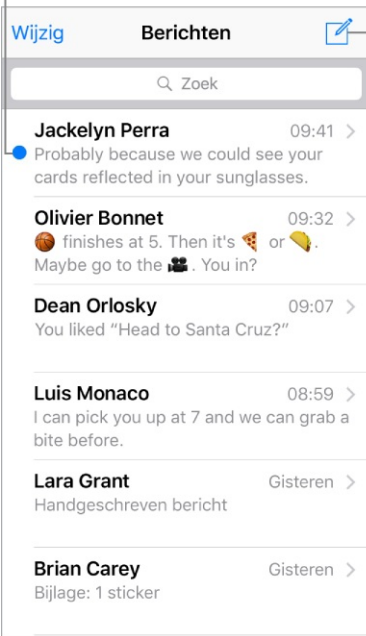 Wijzig Berichten
Zoek
Jackelyn Perra 09:41
Probably because we could see your
cards reflected in your sunglasses.
Olivier Bonnet 09:32
🏀 finishes at 5. Then it's 🍕 or 🌮.
Maybe go to the 🎥. You in?
Dean Orlosky 09:07
You liked “Head to Santa Cruz?”
Luis Monaco 08:59
I can pick you up at 7 and we can grab a
bite before.
Lara Grant Gisteren
Handgeschreven bericht
Brian Carey Gisteren
Bijlage: 1 sticker